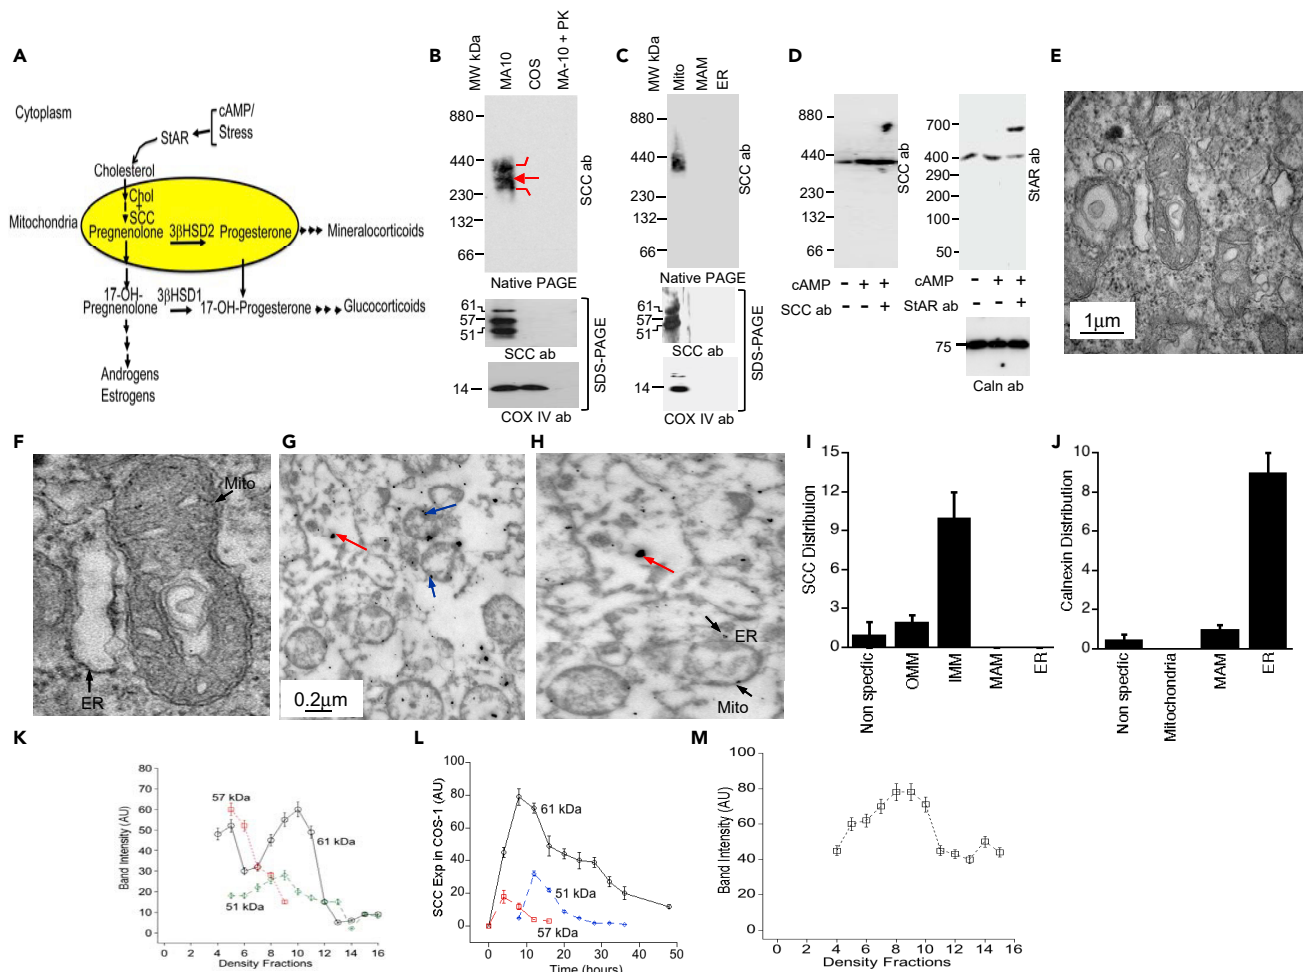 A
Cytoplasm
cAMP/
Stress
StAR
Cholesterol
Chol
+
SCC
Mitochondria
Pregnenolone
3βHSD2
Progesterone
Mineralocorticoids
17-OH-
Pregnenolone
3βHSD1
17-OH-Progesterone
Glucocorticoids
Androgens
Estrogens
B
MW kDa
MA10
COS
MA-10 + PK
880
440
230
132
66
SCC ab
Native PAGE
61
57
51
SCC ab
14
COX IV ab
SDS-PAGE
C
MW kDa
Mito
MAM
ER
880
440
230
132
66
SCC ab
Native PAGE
61
57
51
SCC ab
14
COX IV ab
SDS-PAGE
D
880
440
230
132
66
SCC ab
cAMP - + +
SCC ab - - +
700
400
290
200
100
50
StAR ab
cAMP - + +
StAR ab - - +
75
Caln ab
E
1μm
F
Mito
ER
G
0.2μm
H
ER
Mito
I
SCC Distribuion
15
12
9
6
3
0
Non specfic
OMM
IMM
MAM
ER
J
Calnexin Distribution
10
8
6
4
2
0
Non specfic
Mitochondria
MAM
ER
K
Band Intensity (AU)
80
70
60
50
40
30
20
10
0
57 kDa
61 kDa
51 kDa
0 2 4 6 8 10 12 14 16
Density Fractions
L
SCC Exp in COS-1 (AU)
100
80
60
40
20
0
61 kDa
51 kDa
57 kDa
0 10 20 30 40 50
Time (hours)
M
Band Intensity (AU)
100
80
60
40
20
0
0 2 4 6 8 10 12 14 16
Density Fractions